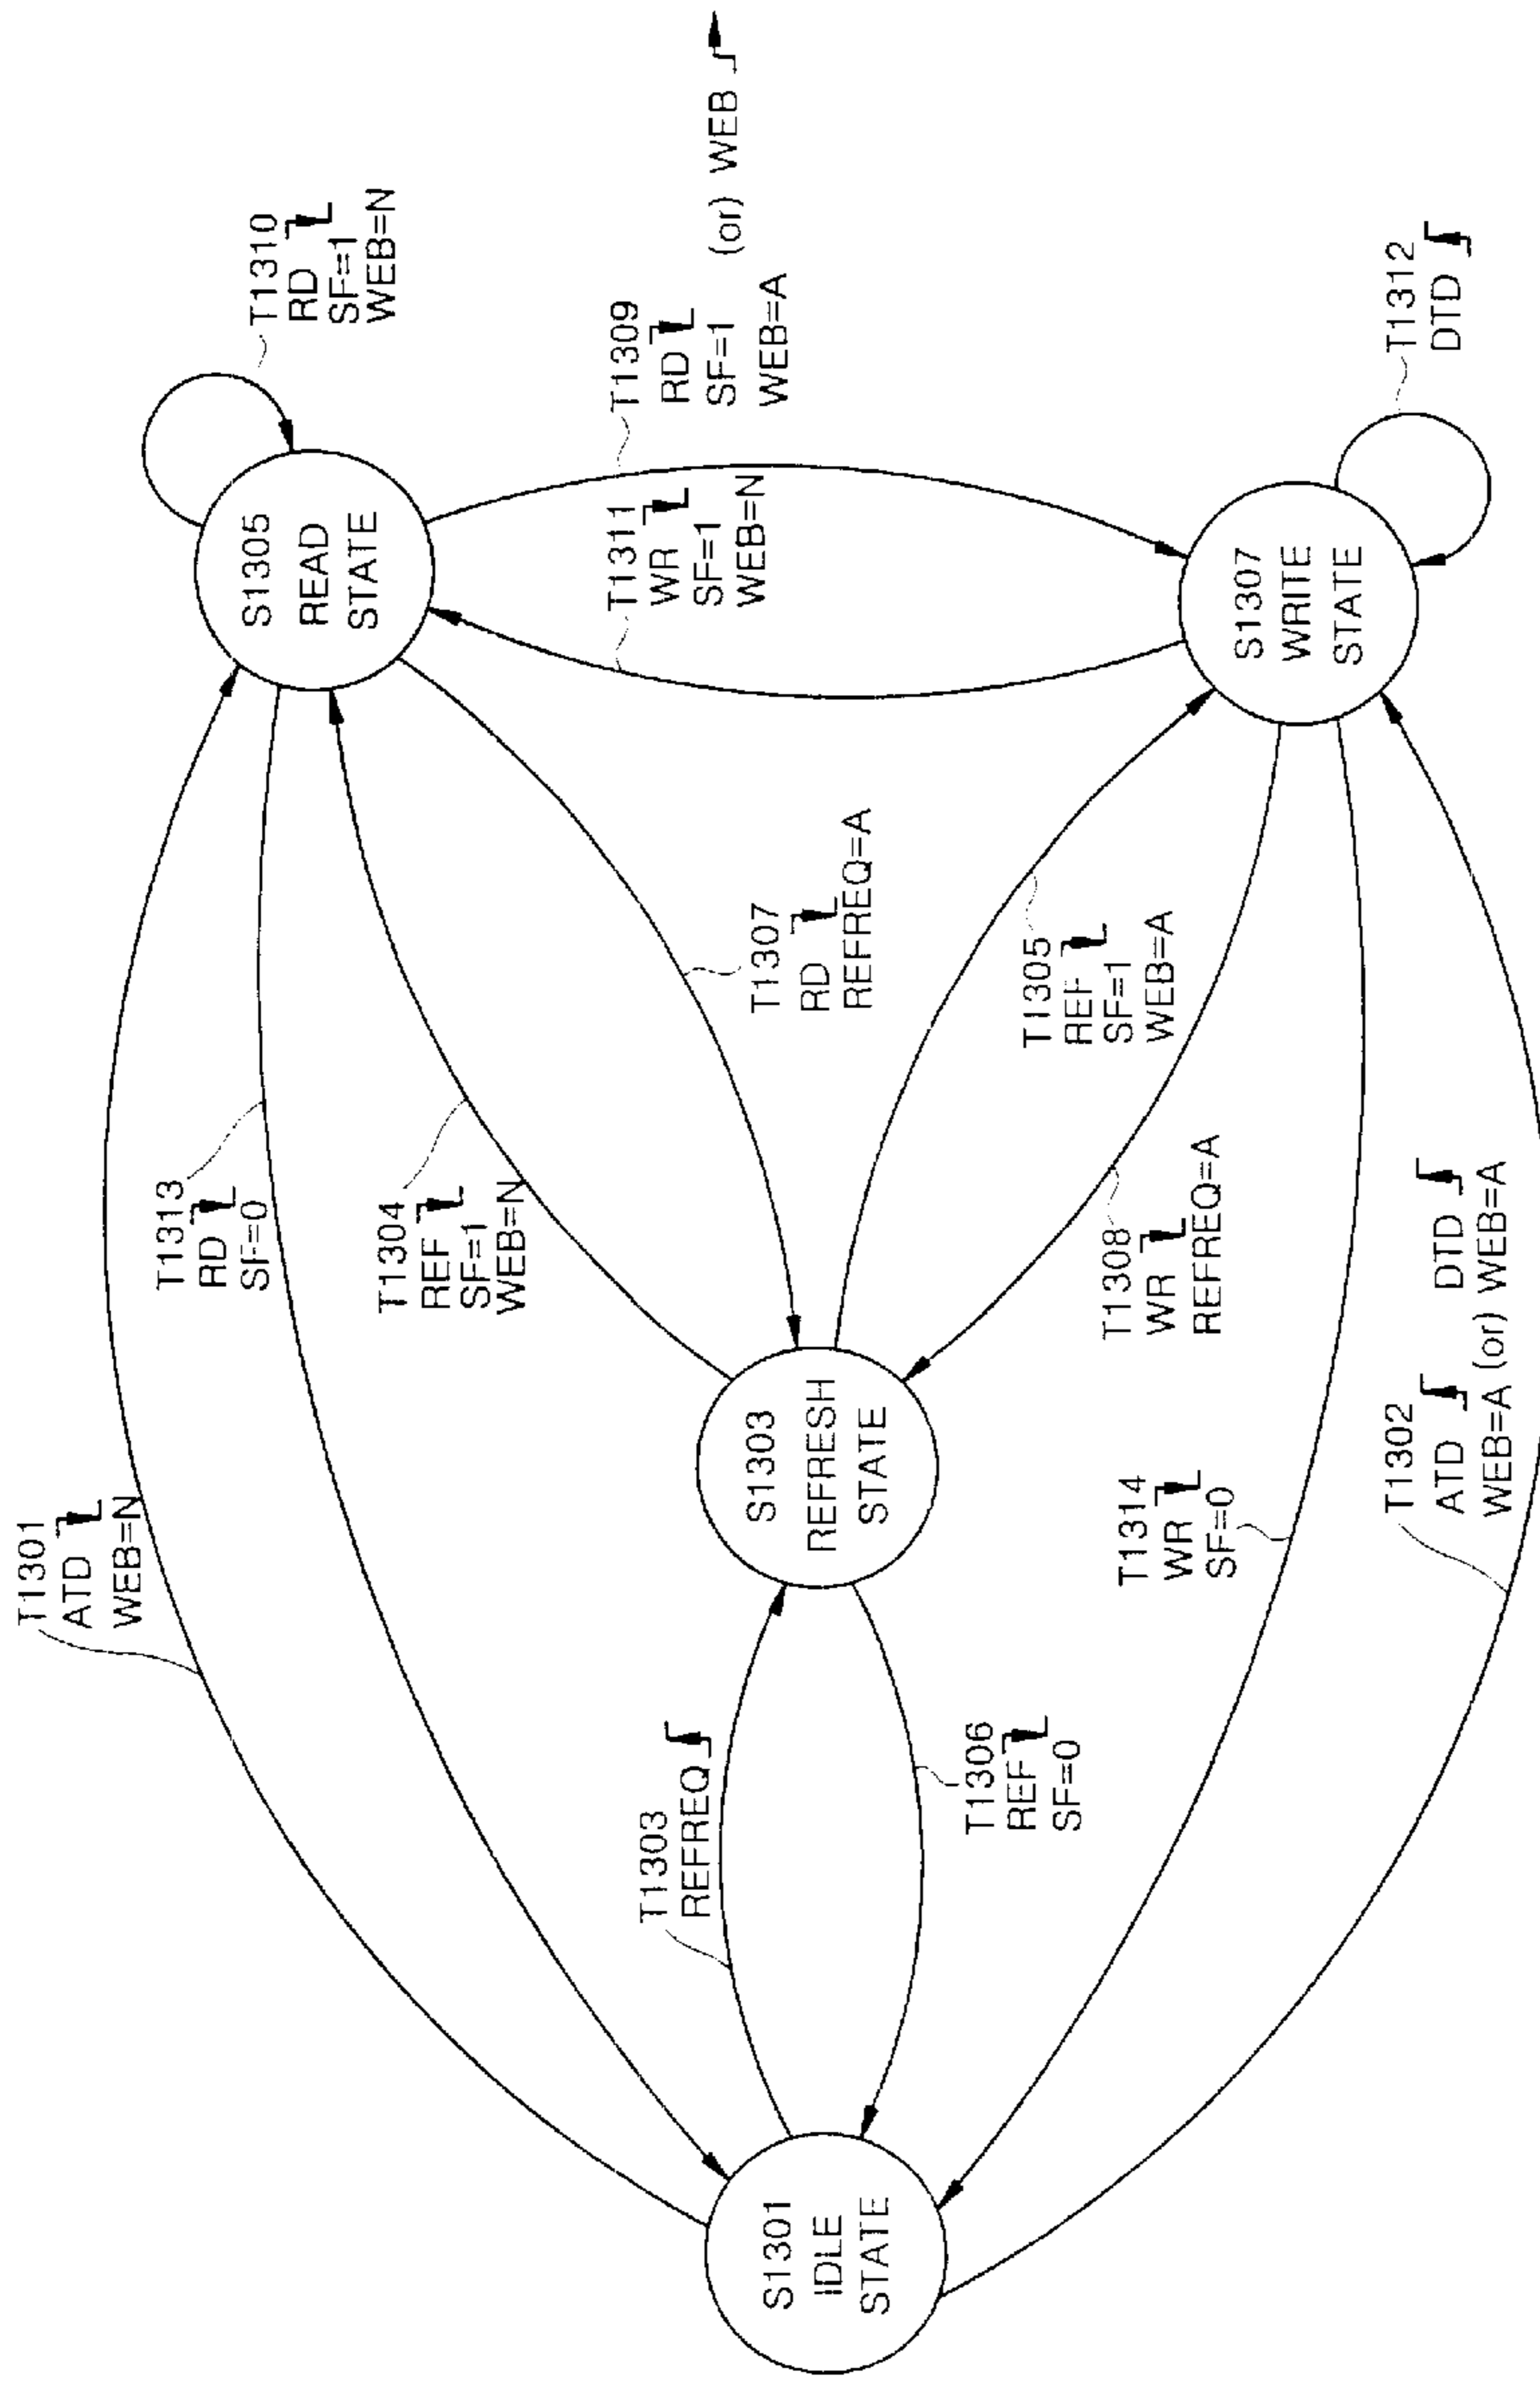 T1301
ATD
WEB=N
T1313
RD
SF=0
T1310
RD
SF=1
WEB=N
S1305
READ
STATE
T1304
REF
SF=1
WEB=N
T1311
WR
SF=1
WEB=N
T1309
RD
SF=1
WEB=A
(or) WEB
T1303
REFREQ
S1303
REFRESH
STATE
T1307
RD
REFREQ=A
S1301
IDLE
STATE
T1306
REF
SF=0
T1305
REF
SF=1
WEB=A
T1308
WR
REFREQ=A
T1314
WR
SF=0
S1307
WRITE
STATE
T1312
DTD
T1302
ATD DTD
WEB=A (or) WEB=A